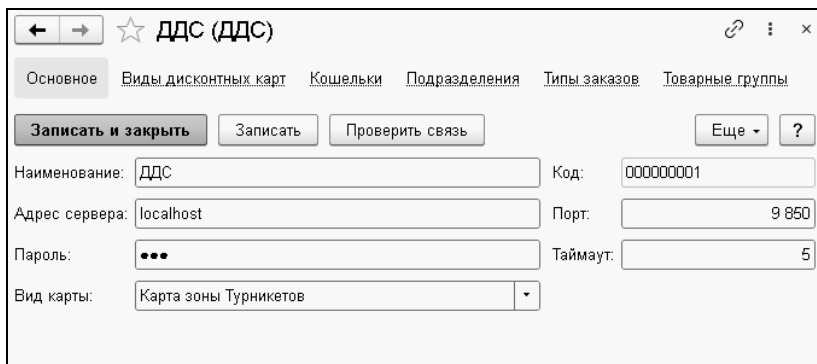 ДДС (ДДС)
Основное Виды дисконтных карт Кошельки Подразделения Типы заказов Товарные группы
Записать и закрыть Записать Проверить связь Еще ?
Наименование: ДДС Код: 000000001
Адрес сервера: localhost Порт: 9 850
Пароль: ●●● Таймаут: 5
Вид карты: Карта зоны Турникетов